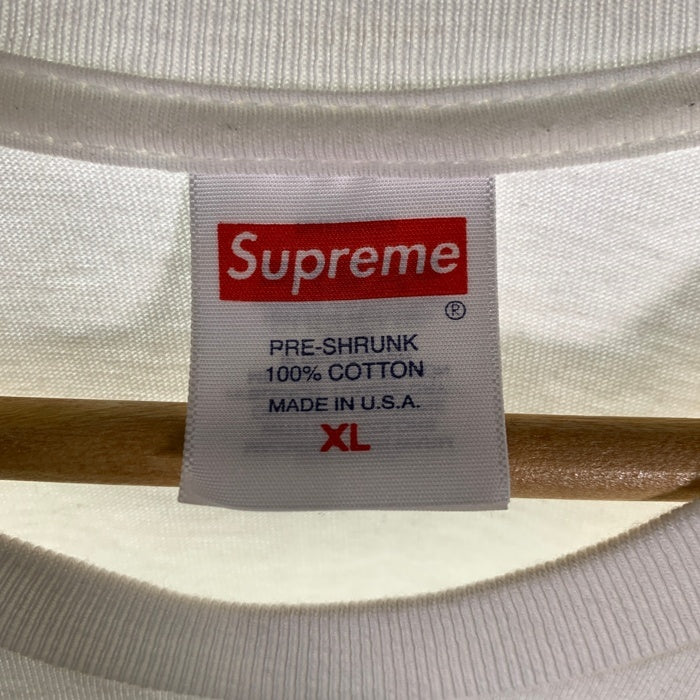 Supreme
®
PRE-SHRUNK
100% COTTON
MADE IN U.S.A.
XL